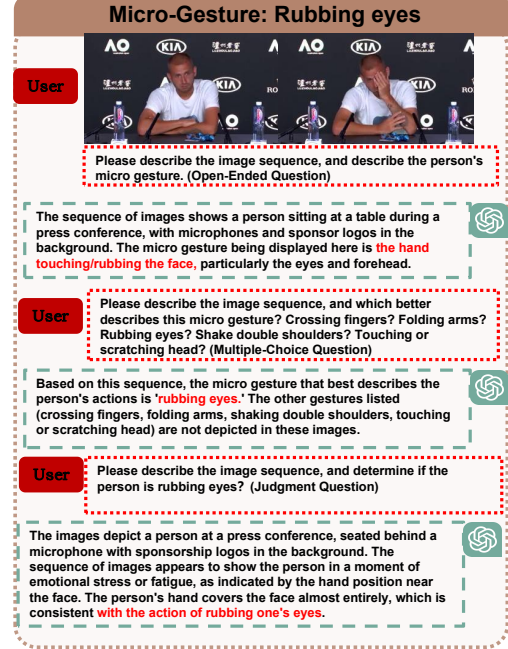 Micro-Gesture: Rubbing eyes
User
AO KIA AO KIA
KIA KIA RO
Please describe the image sequence, and describe the person's
micro gesture. (Open-Ended Question)
The sequence of images shows a person sitting at a table during a
press conference, with microphones and sponsor logos in the
background. The micro gesture being displayed here is the hand
touching/rubbing the face, particularly the eyes and forehead.
User
Please describe the image sequence, and which better
describes this micro gesture? Crossing fingers? Folding arms?
Rubbing eyes? Shake double shoulders? Touching or
scratching head? (Multiple-Choice Question)
Based on this sequence, the micro gesture that best describes the
person's actions is 'rubbing eyes.' The other gestures listed
(crossing fingers, folding arms, shaking double shoulders, touching
or scratching head) are not depicted in these images.
User
Please describe the image sequence, and determine if the
person is rubbing eyes? (Judgment Question)
The images depict a person at a press conference, seated behind a
microphone with sponsorship logos in the background. The
sequence of images appears to show the person in a moment of
emotional stress or fatigue, as indicated by the hand position near
the face. The person's hand covers the face almost entirely, which is
consistent with the action of rubbing one's eyes.